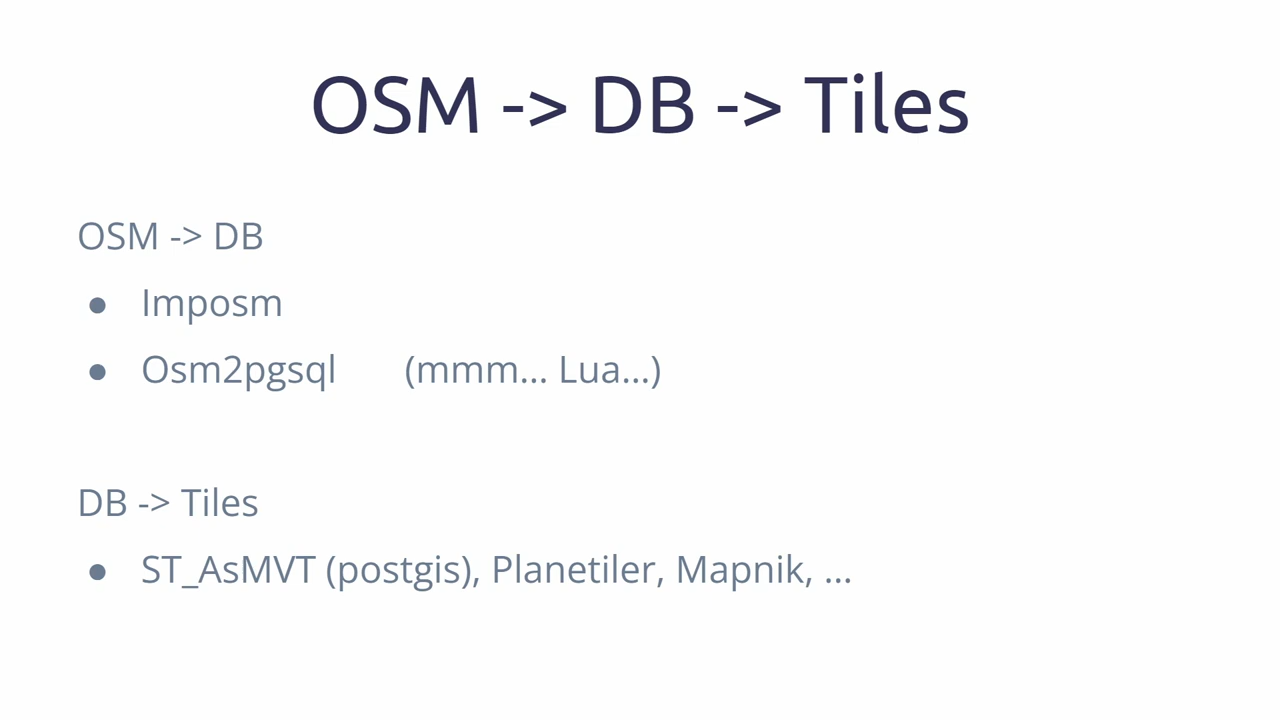 OSM -> DB -> Tiles
OSM -> DB
● Imposm
● Osm2pgsql (mmm... Lua...)
DB -> Tiles
● ST_AsMVT (postgis), Planetiler, Mapnik, ...